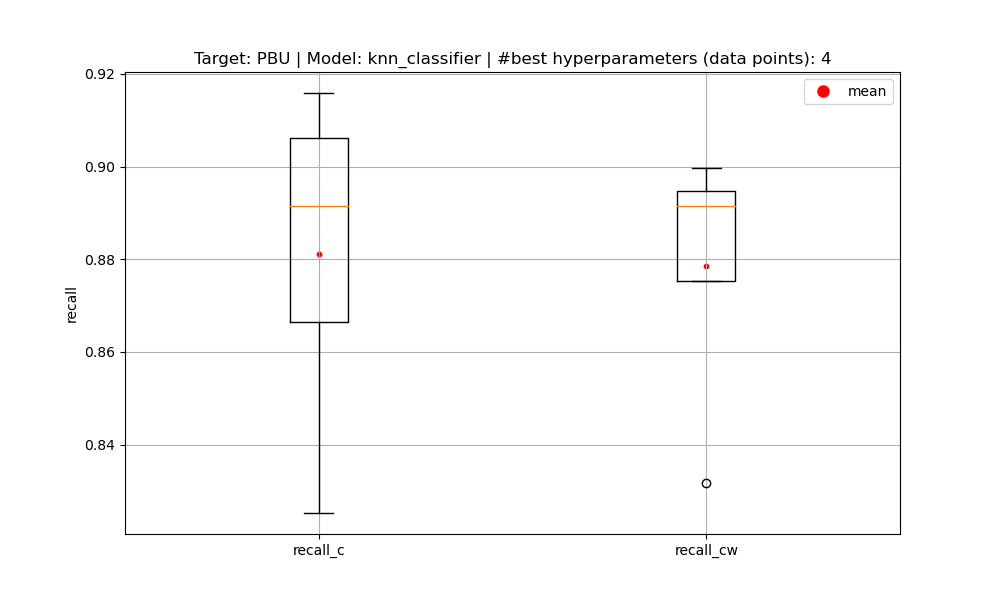 Target: PBU | Model: knn_classifier | #best hyperparameters (data points): 4
mean
0.92
0.90
0.88
0.86
0.84
recall
recall_c
recall_cw